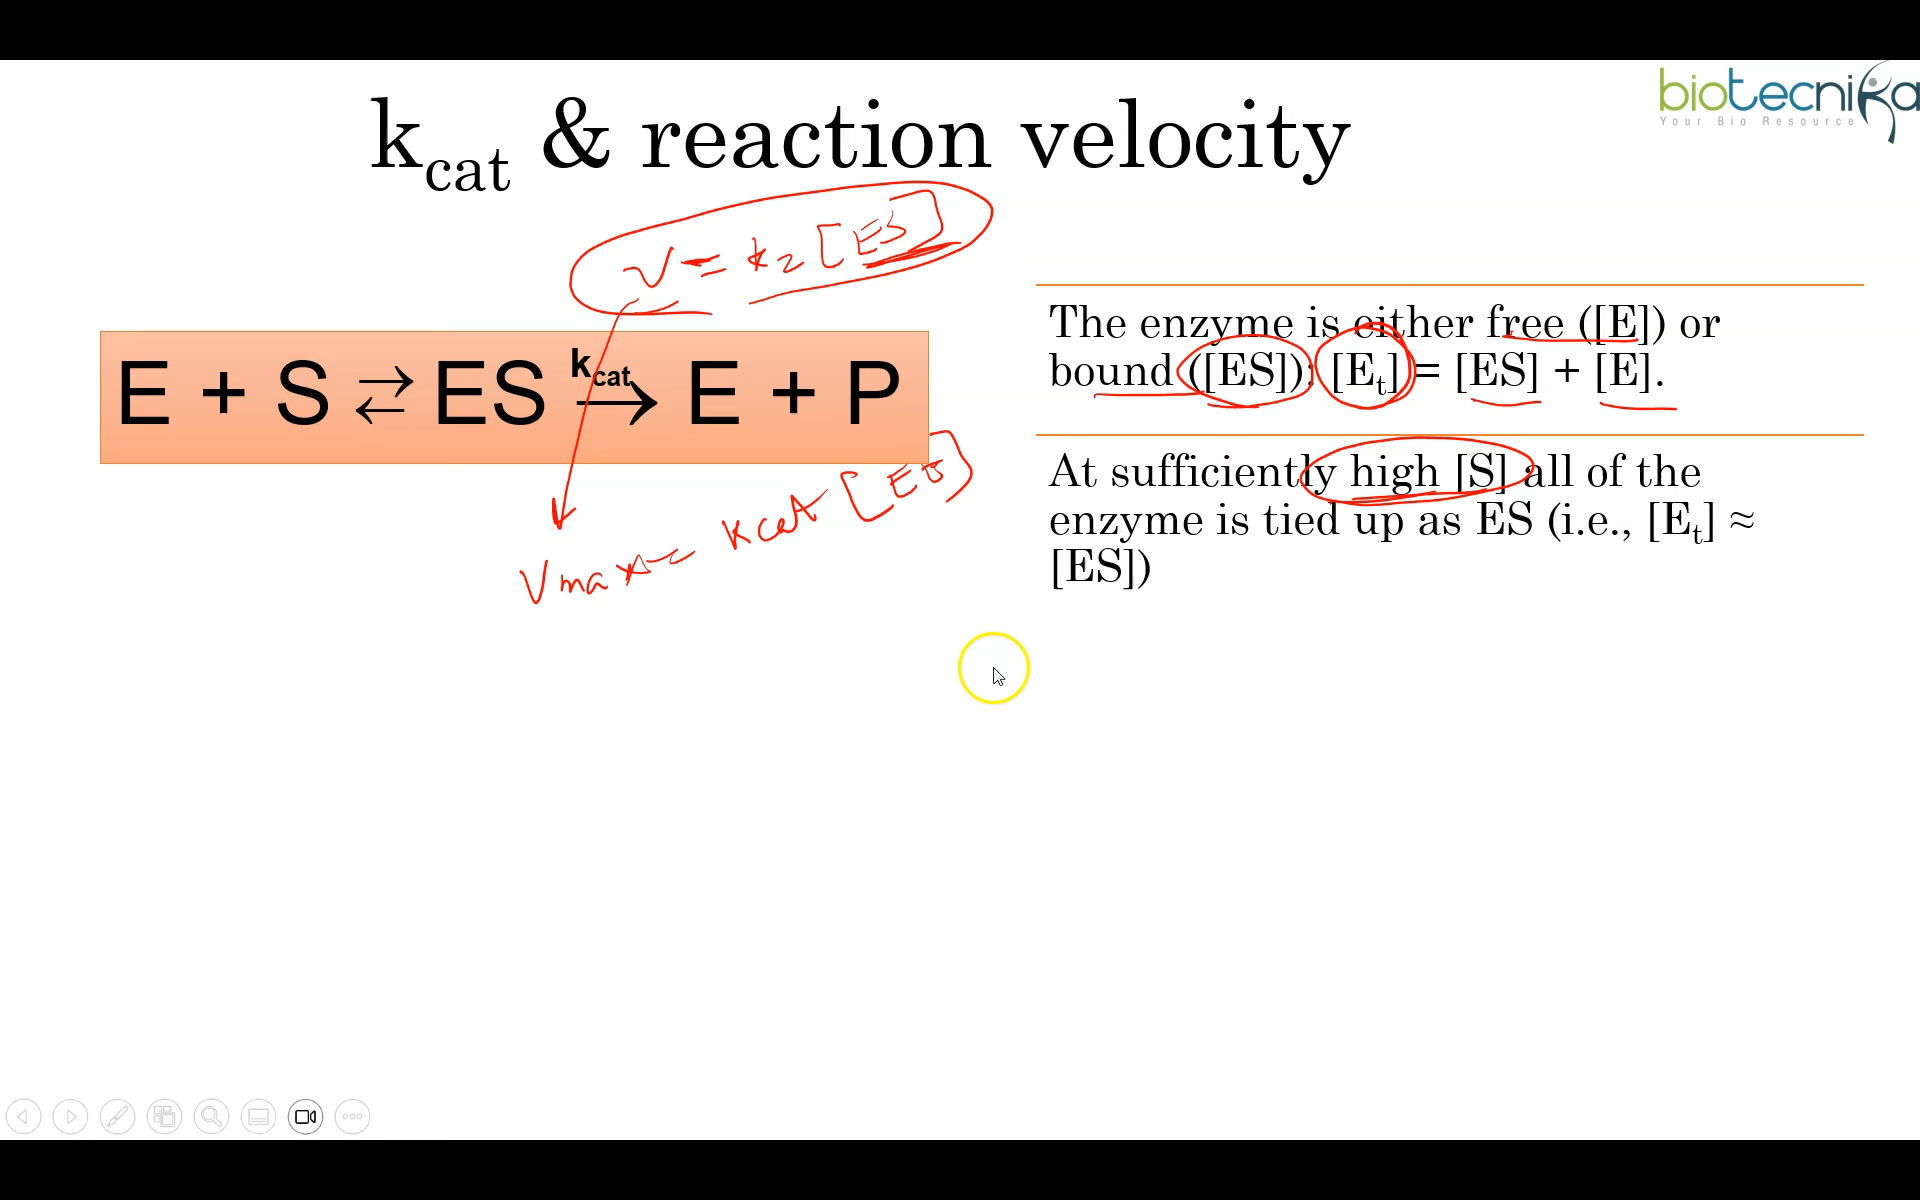 biotecnika
Your Bio Resource
kcat & reaction velocity
v = k2 [ES]
E + S ⇄ ES kcat → E + P
Vmax = kcat [Et]
The enzyme is either free ([E]) or
bound ([ES]): [Et] = [ES] + [E].
At sufficiently high [S] all of the
enzyme is tied up as ES (i.e., [Et] ≈
[ES])